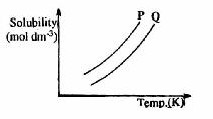 Solubility
(mol dm⁻³)
P Q
Temp.(K)